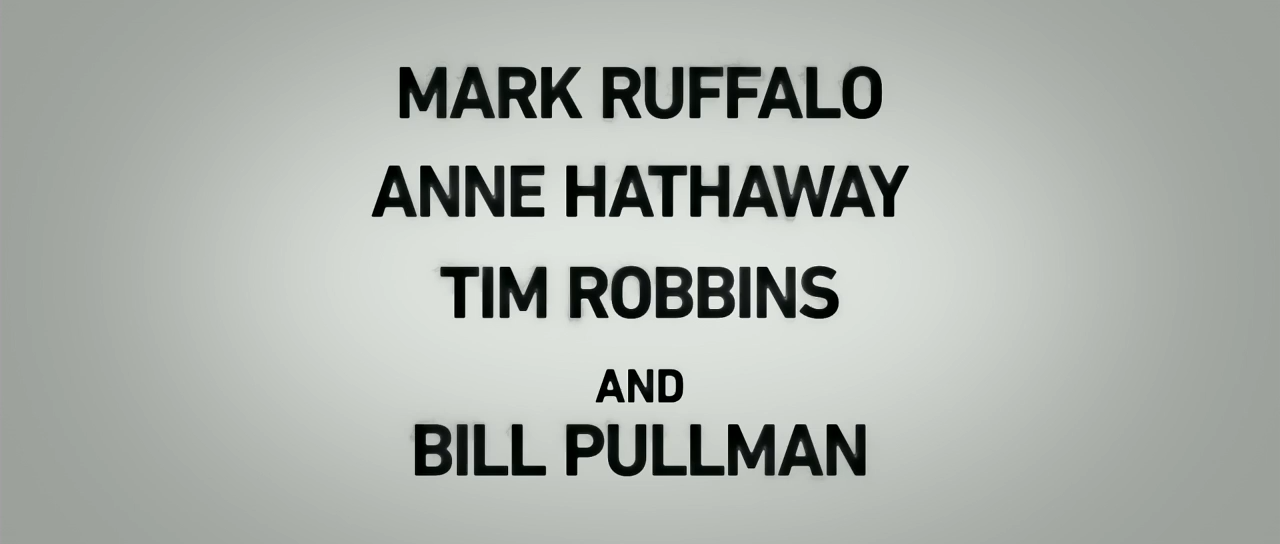 MARK RUFFALO
ANNE HATHAWAY
TIM ROBBINS
AND
BILL PULLMAN